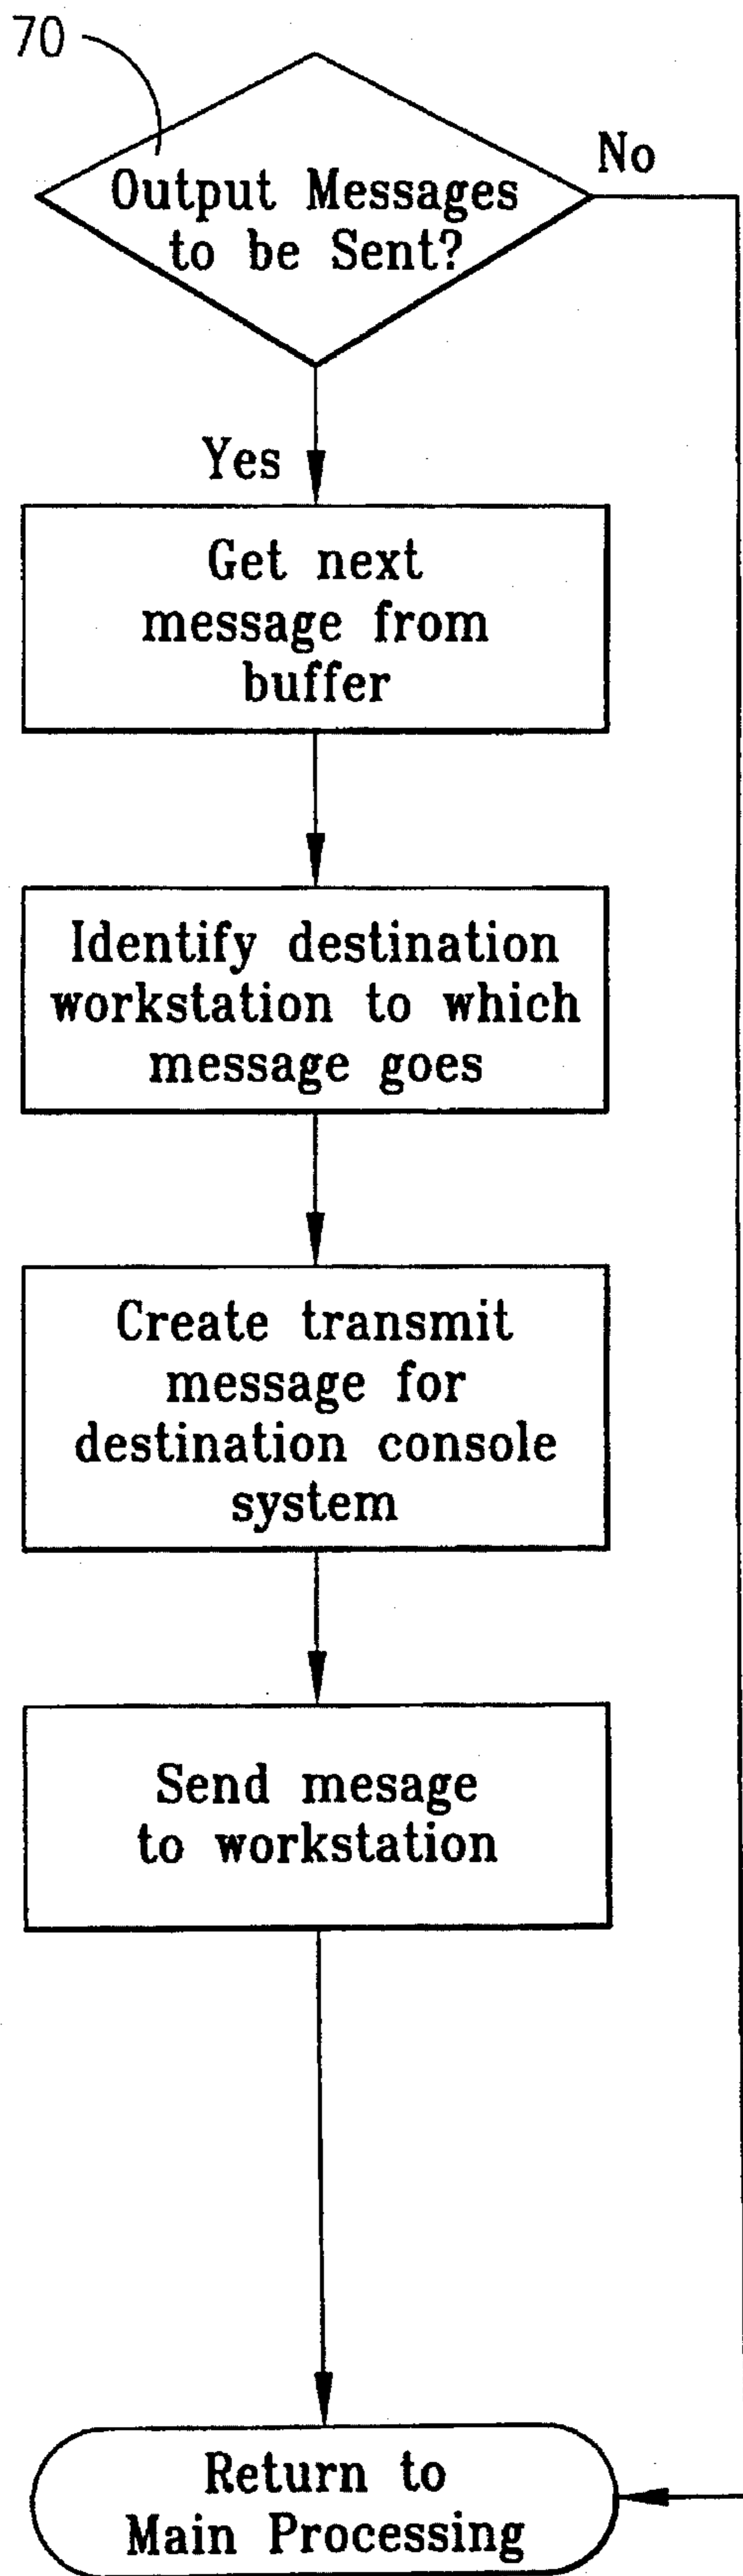 70
No
Output Messages
to be Sent?
Yes
Get next
message from
buffer
Identify destination
workstation to which
message goes
Create transmit
message for
destination console
system
Send mesage
to workstation
Return to
Main Processing